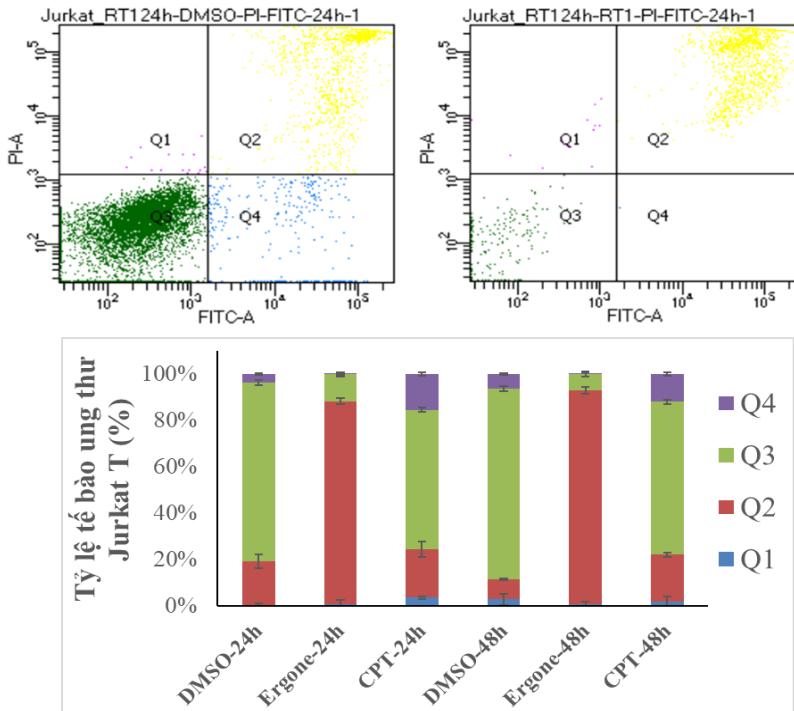 Jurkat_RT124h-DMSO-PI-FITC-24h-1
PI-A
10^5
10^4
10^3
10^2
Q1
Q2
Q3
Q4
10^2
10^3
10^4
10^5
FITC-A
Jurkat_RT124h-RT1-PI-FITC-24h-1
PI-A
10^5
10^4
10^3
10^2
Q1
Q2
Q3
Q4
10^2
10^3
10^4
10^5
FITC-A
Tỷ lệ tế bào ung thư
Jurkat T (%)
100%
80%
60%
40%
20%
0%
DMSO-24h
Ergone-24h
CPT-24h
DMSO-48h
Ergone-48h
CPT-48h
Q4
Q3
Q2
Q1